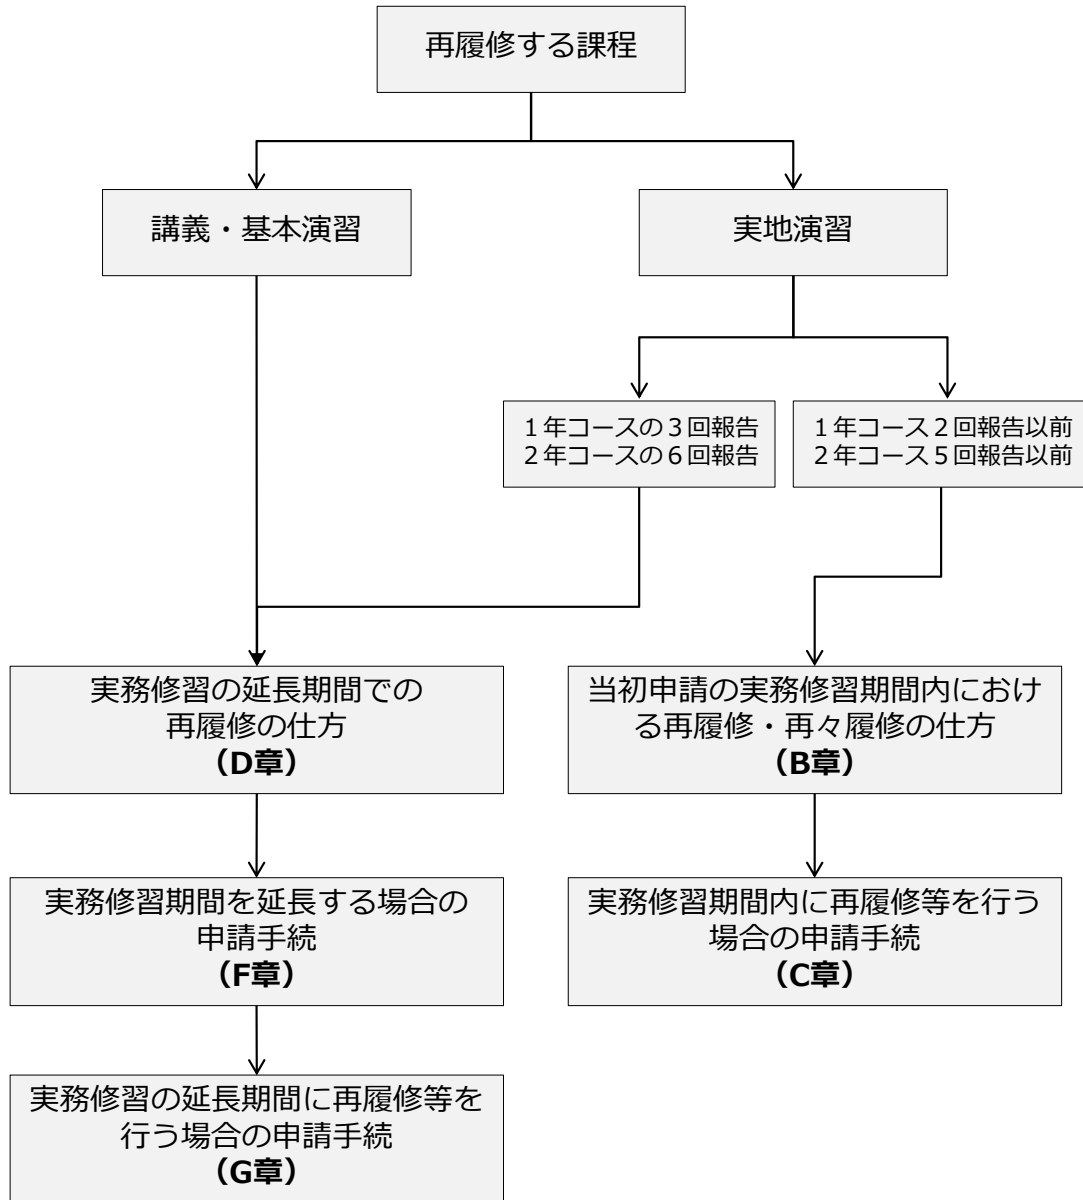 再履修する課程
講義・基本演習
実地演習
１年コースの３回報告
２年コースの６回報告
１年コース２回報告以前
２年コース５回報告以前
実務修習の延長期間での
再履修の仕方
（D章）
当初申請の実務修習期間内におけ
る再履修・再々履修の仕方
（B章）
実務修習期間を延長する場合の
申請手続
（F章）
実務修習期間内に再履修等を行う
場合の申請手続
（C章）
実務修習の延長期間に再履修等を
行う場合の申請手続
（G章）